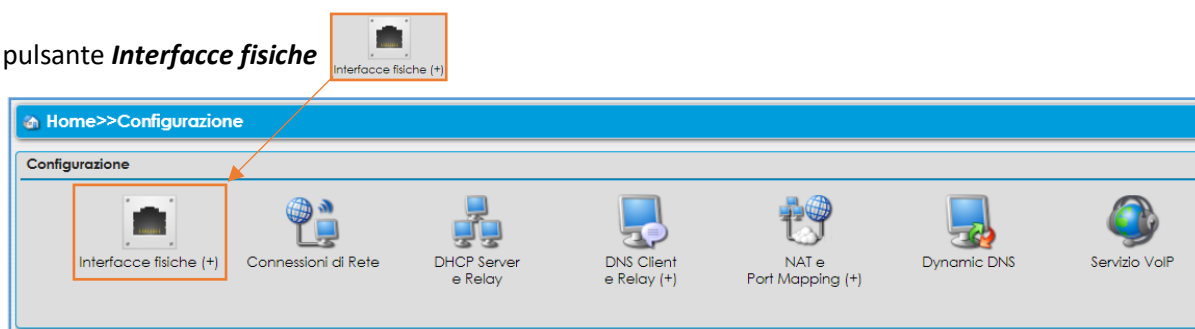 pulsante Interfacce fisiche
Interfacce fisiche (+)
Home>>Configurazione
Configurazione
Interfacce fisiche (+) Connessioni di Rete DHCP Server DNS Client NAT e Dynamic DNS Servizio VoIP
e Relay e Relay (+) Port Mapping (+)